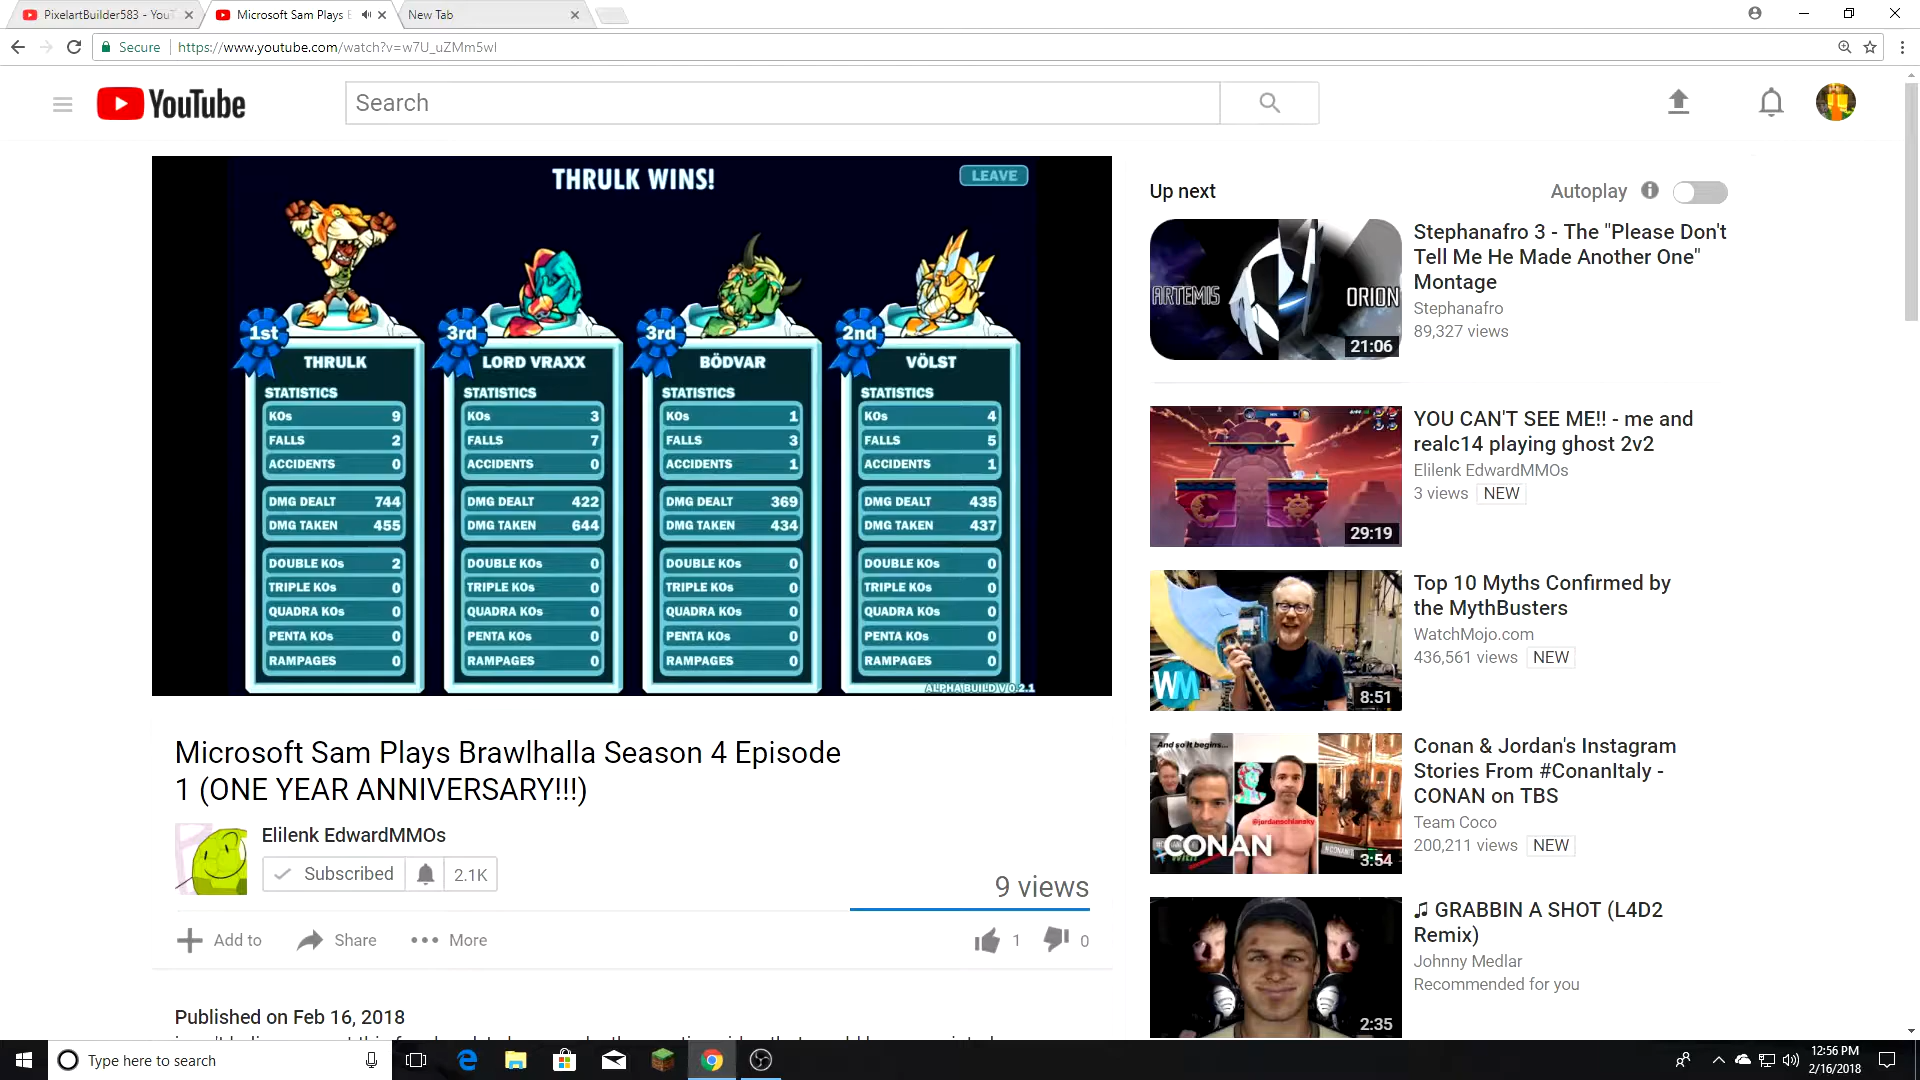 PixelartBuilder583 - YouT
Microsoft Sam Plays B
New Tab
Secure
https://www.youtube.com/watch?v=w7U_uZMm5wI
YouTube
Search
THRULK WINS!
LEAVE
1st
3rd
3rd
2nd
THRULK
STATISTICS
KOs 9
FALLS 2
ACCIDENTS 0
DMG DEALT 744
DMG TAKEN 455
DOUBLE KOs 2
TRIPLE KOs 0
QUADRA KOs 0
PENTA KOs 0
RAMPAGES 0
LORD VRAXX
STATISTICS
KOs 3
FALLS 7
ACCIDENTS 0
DMG DEALT 422
DMG TAKEN 644
DOUBLE KOs 0
TRIPLE KOs 0
QUADRA KOs 0
PENTA KOs 0
RAMPAGES 0
BÖDVAR
STATISTICS
KOs 1
FALLS 3
ACCIDENTS 1
DMG DEALT 369
DMG TAKEN 434
DOUBLE KOs 0
TRIPLE KOs 0
QUADRA KOs 0
PENTA KOs 0
RAMPAGES 0
VÖLST
STATISTICS
KOs 4
FALLS 5
ACCIDENTS 1
DMG DEALT 435
DMG TAKEN 437
DOUBLE KOs 0
TRIPLE KOs 0
QUADRA KOs 0
PENTA KOs 0
RAMPAGES 0
ALPHA BUILD V 0.2.1
Microsoft Sam Plays Brawlhalla Season 4 Episode
1 (ONE YEAR ANNIVERSARY!!!)
Elilenk EdwardMMOs
Subscribed
2.1K
9 views
Add to
Share
More
1
0
Published on Feb 16, 2018
Up next
Autoplay
ARTEMIS
ORION
21:06
Stephanafro 3 - The "Please Don't
Tell Me He Made Another One"
Montage
Stephanafro
89,327 views
29:19
YOU CAN'T SEE ME!! - me and
realc14 playing ghost 2v2
Elilenk EdwardMMOs
3 views NEW
WM
8:51
Top 10 Myths Confirmed by
the MythBusters
WatchMojo.com
436,561 views NEW
And so it begins...
@jordanschlansky
CONAN
3:54
Conan & Jordan's Instagram
Stories From #ConanItaly -
CONAN on TBS
Team Coco
200,211 views NEW
2:35
♫ GRABBIN A SHOT (L4D2
Remix)
Johnny Medlar
Recommended for you
Type here to search
12:56 PM
2/16/2018